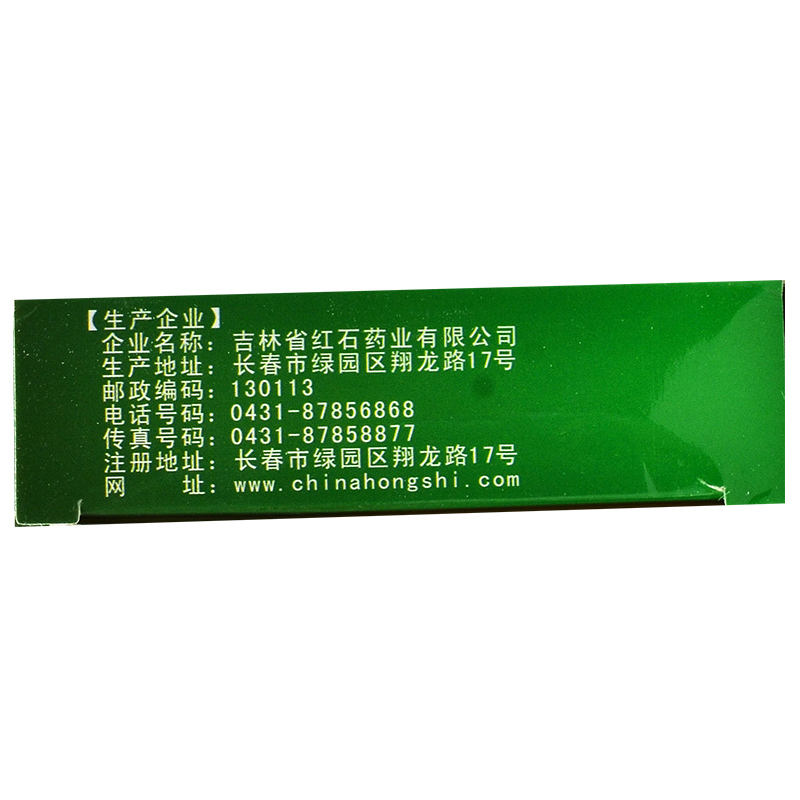 【生产企业】
企业名称：吉林省红石药业有限公司
生产地址：长春市绿园区翔龙路17号
邮政编码：130113
电话号码：0431-87856868
传真号码：0431-87858877
注册地址：长春市绿园区翔龙路17号
网　　址：www.chinahongshi.com